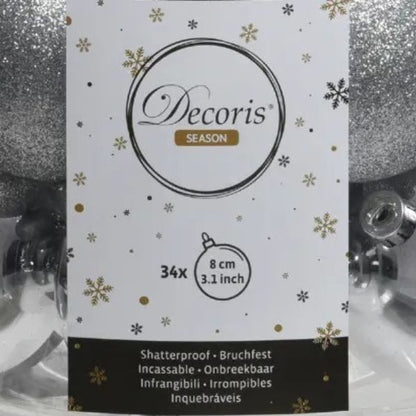 Decoris®
SEASON
34x
8 cm
3.1 inch
Shatterproof • Bruchfest
Incassable • Onbreekbaar
Infrangibili • Irrompibles
Inquebráveis